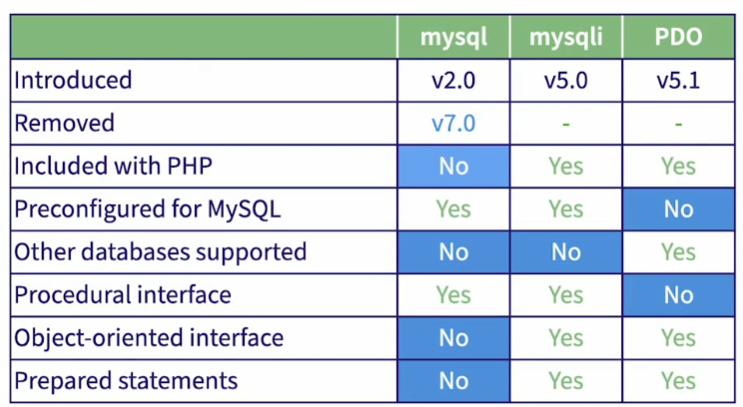 mysql mysqli PDO
Introduced v2.0 v5.0 v5.1
Removed v7.0 - -
Included with PHP No Yes Yes
Preconfigured for MySQL Yes Yes No
Other databases supported No No Yes
Procedural interface Yes Yes No
Object-oriented interface No Yes Yes
Prepared statements No Yes Yes